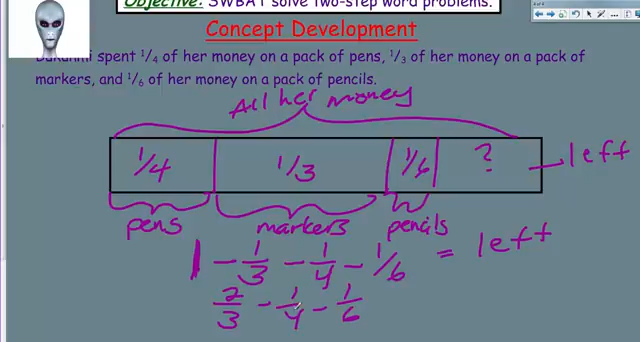 Objective: SWBAT solve two-step word problems.
Concept Development
spent 1/4 of her money on a pack of pens, 1/3 of her money on a pack of
markers, and 1/6 of her money on a pack of pencils.
All her money
1/4 1/3 1/6 ? left
pens markers pencils
1 - 1/3 - 1/4 - 1/6 = left
2/3 - 1/4 - 1/6